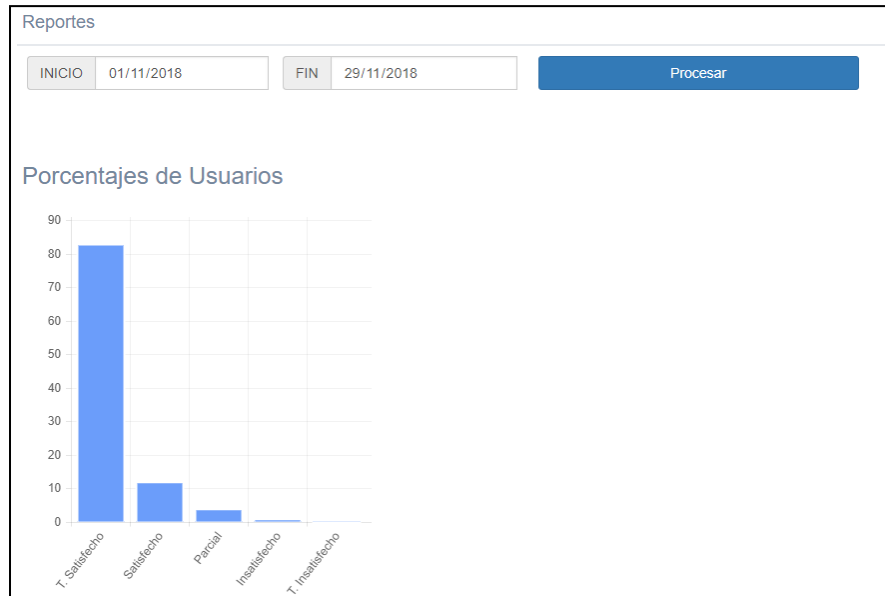 Reportes
INICIO 01/11/2018 FIN 29/11/2018 Procesar
Porcentajes de Usuarios
90
80
70
60
50
40
30
20
10
0
T. Satisfecho Satisfecho Parcial Insatisfecho T. Insatisfecho